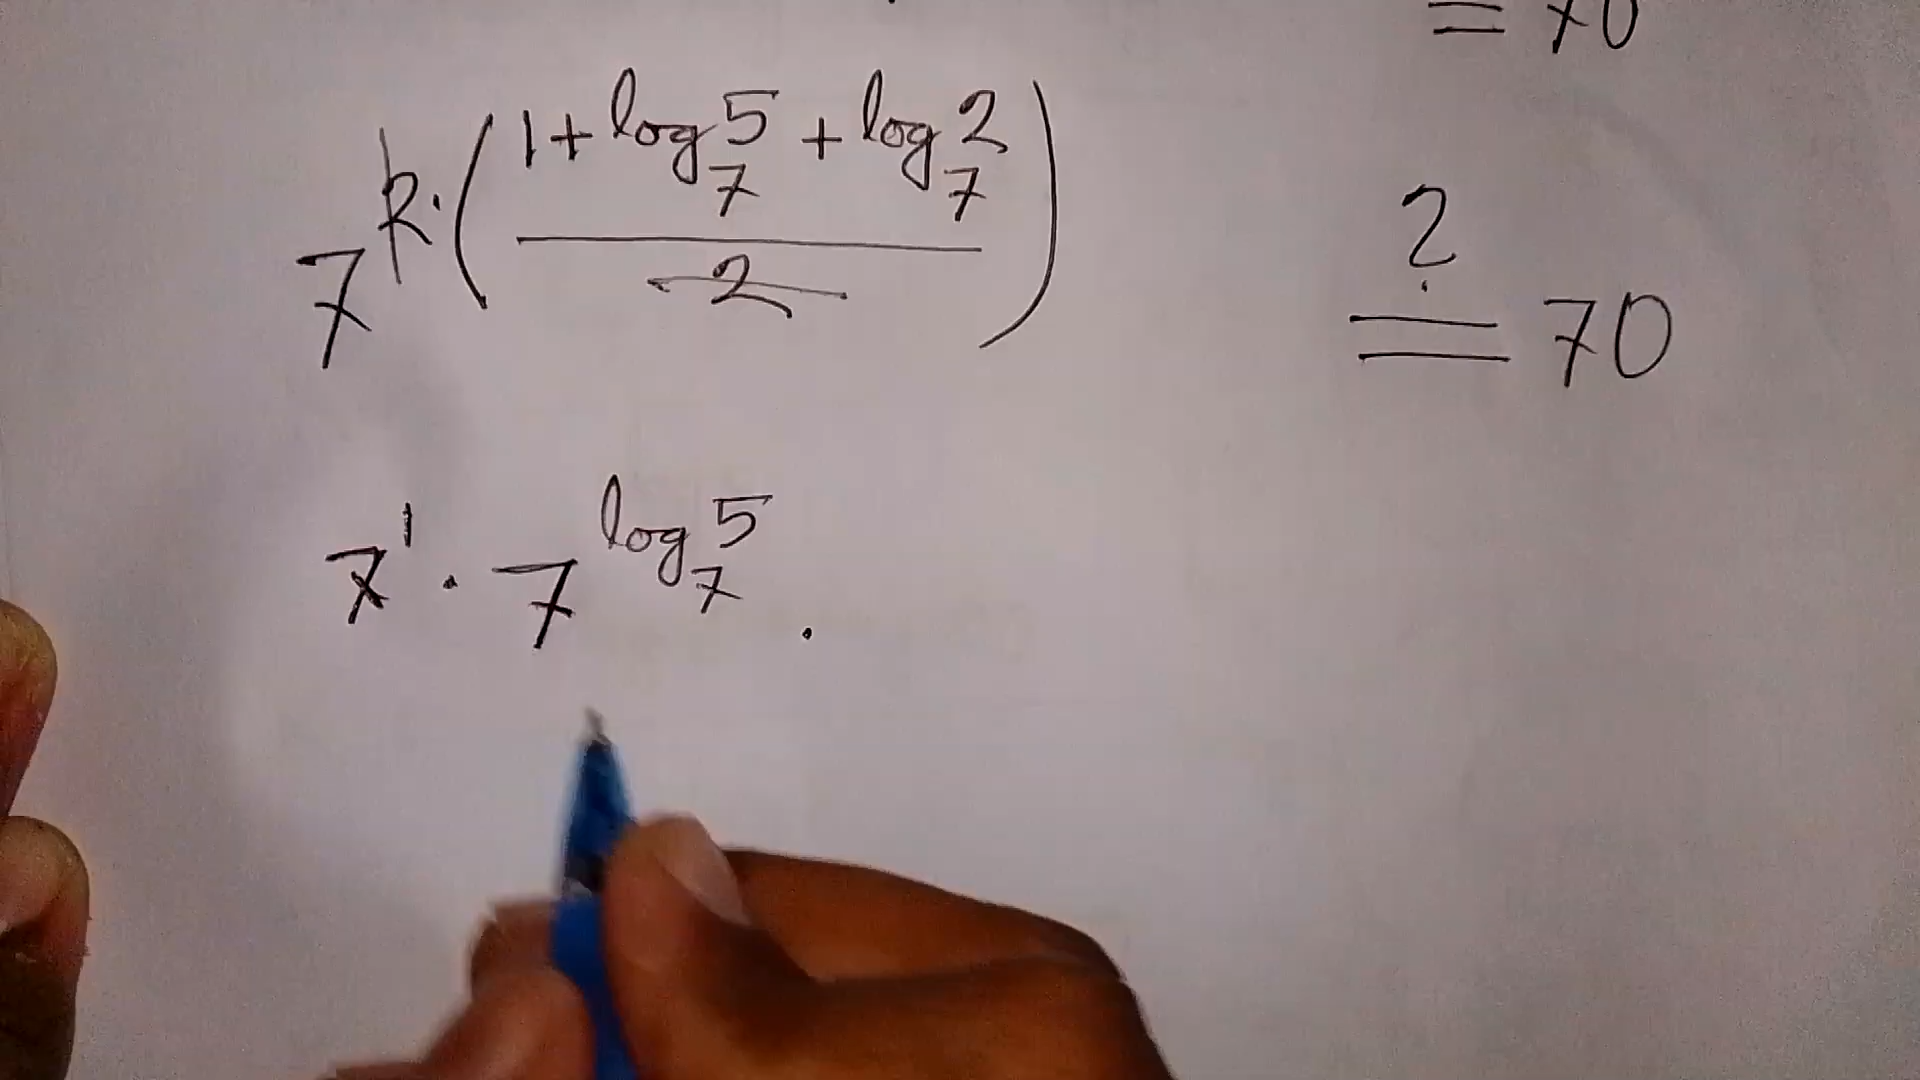 = 70
7^{2·((1 + log_7 5 + log_7 2)/2)} ?= 70
7^1 · 7^{log_7 5} ·